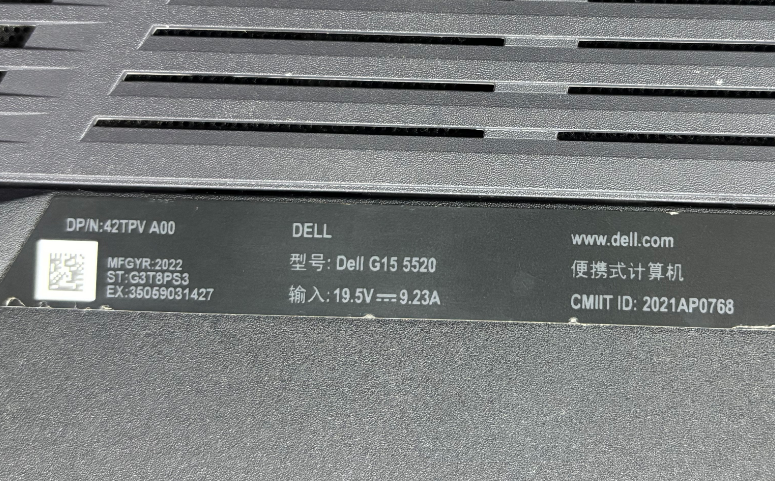 DP/N:42TPV A00
MFGYR:2022
ST:G3T8PS3
EX:35059031427
DELL
型号: Dell G15 5520
输入: 19.5V⎓9.23A
www.dell.com
便携式计算机
CMIIT ID: 2021AP0768